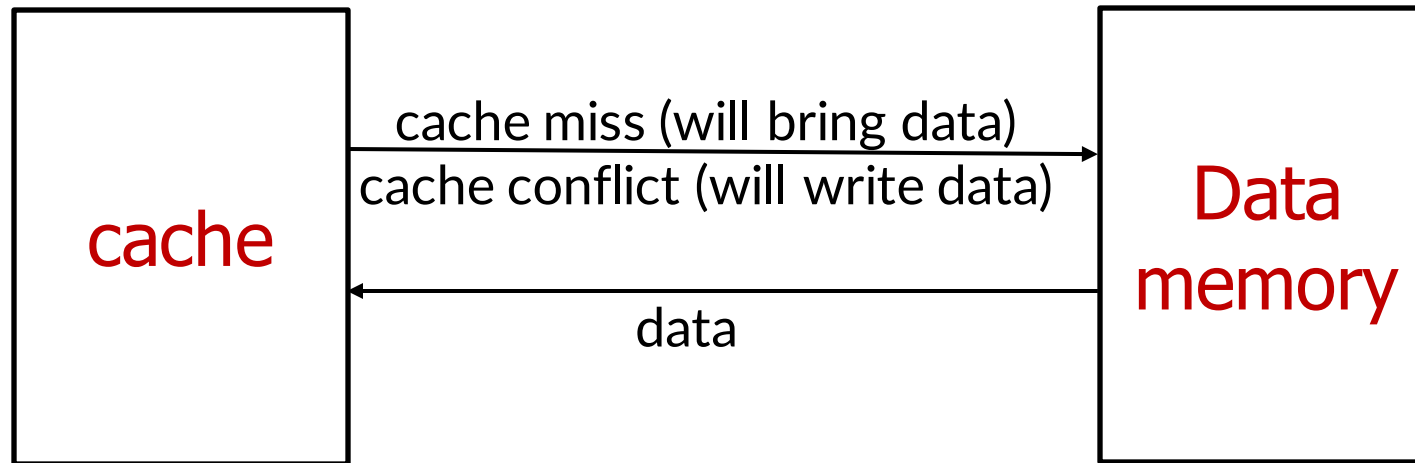 cache
cache miss (will bring data)
cache conflict (will write data)
data
Data
memory